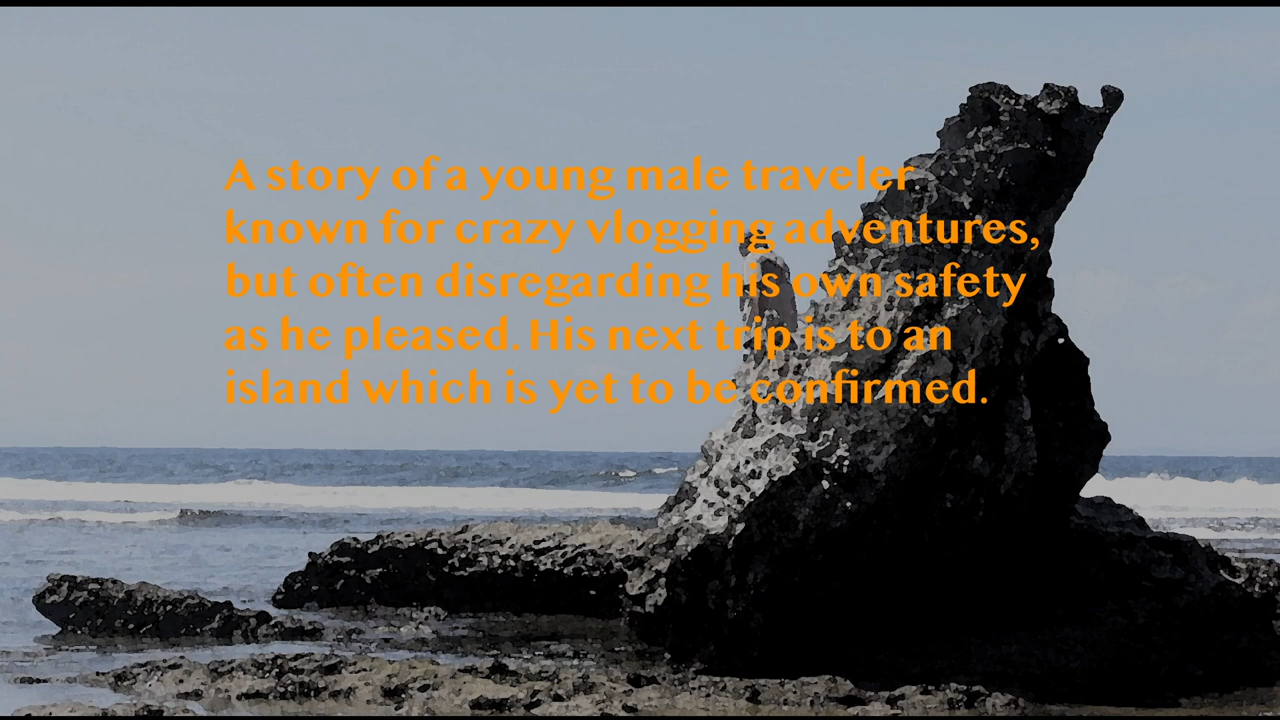 A story of a young male traveler
known for crazy vlogging adventures,
but often disregarding his own safety
as he pleased. His next trip is to an
island which is yet to be confirmed.